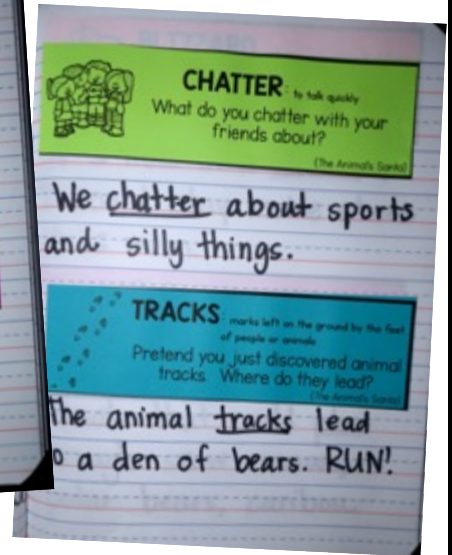 CHATTER: to talk quickly
What do you chatter with your
friends about?
(The Animals Santa)
We chatter about sports
and silly things.
TRACKS: marks left on the ground by the feet
of people or animals
Pretend you just discovered animal
tracks. Where do they lead?
(The Animals Santa)
The animal tracks lead
o a den of bears. RUN!